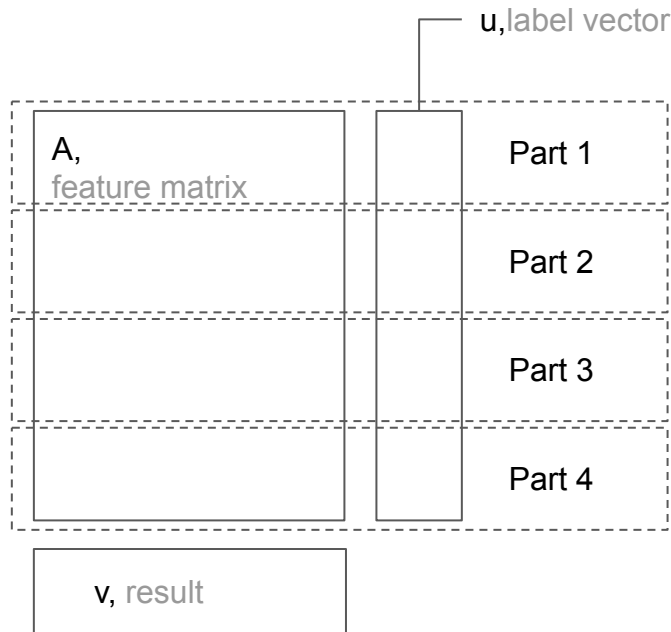 u,label vector
A,
feature matrix
Part 1
Part 2
Part 3
Part 4
v, result